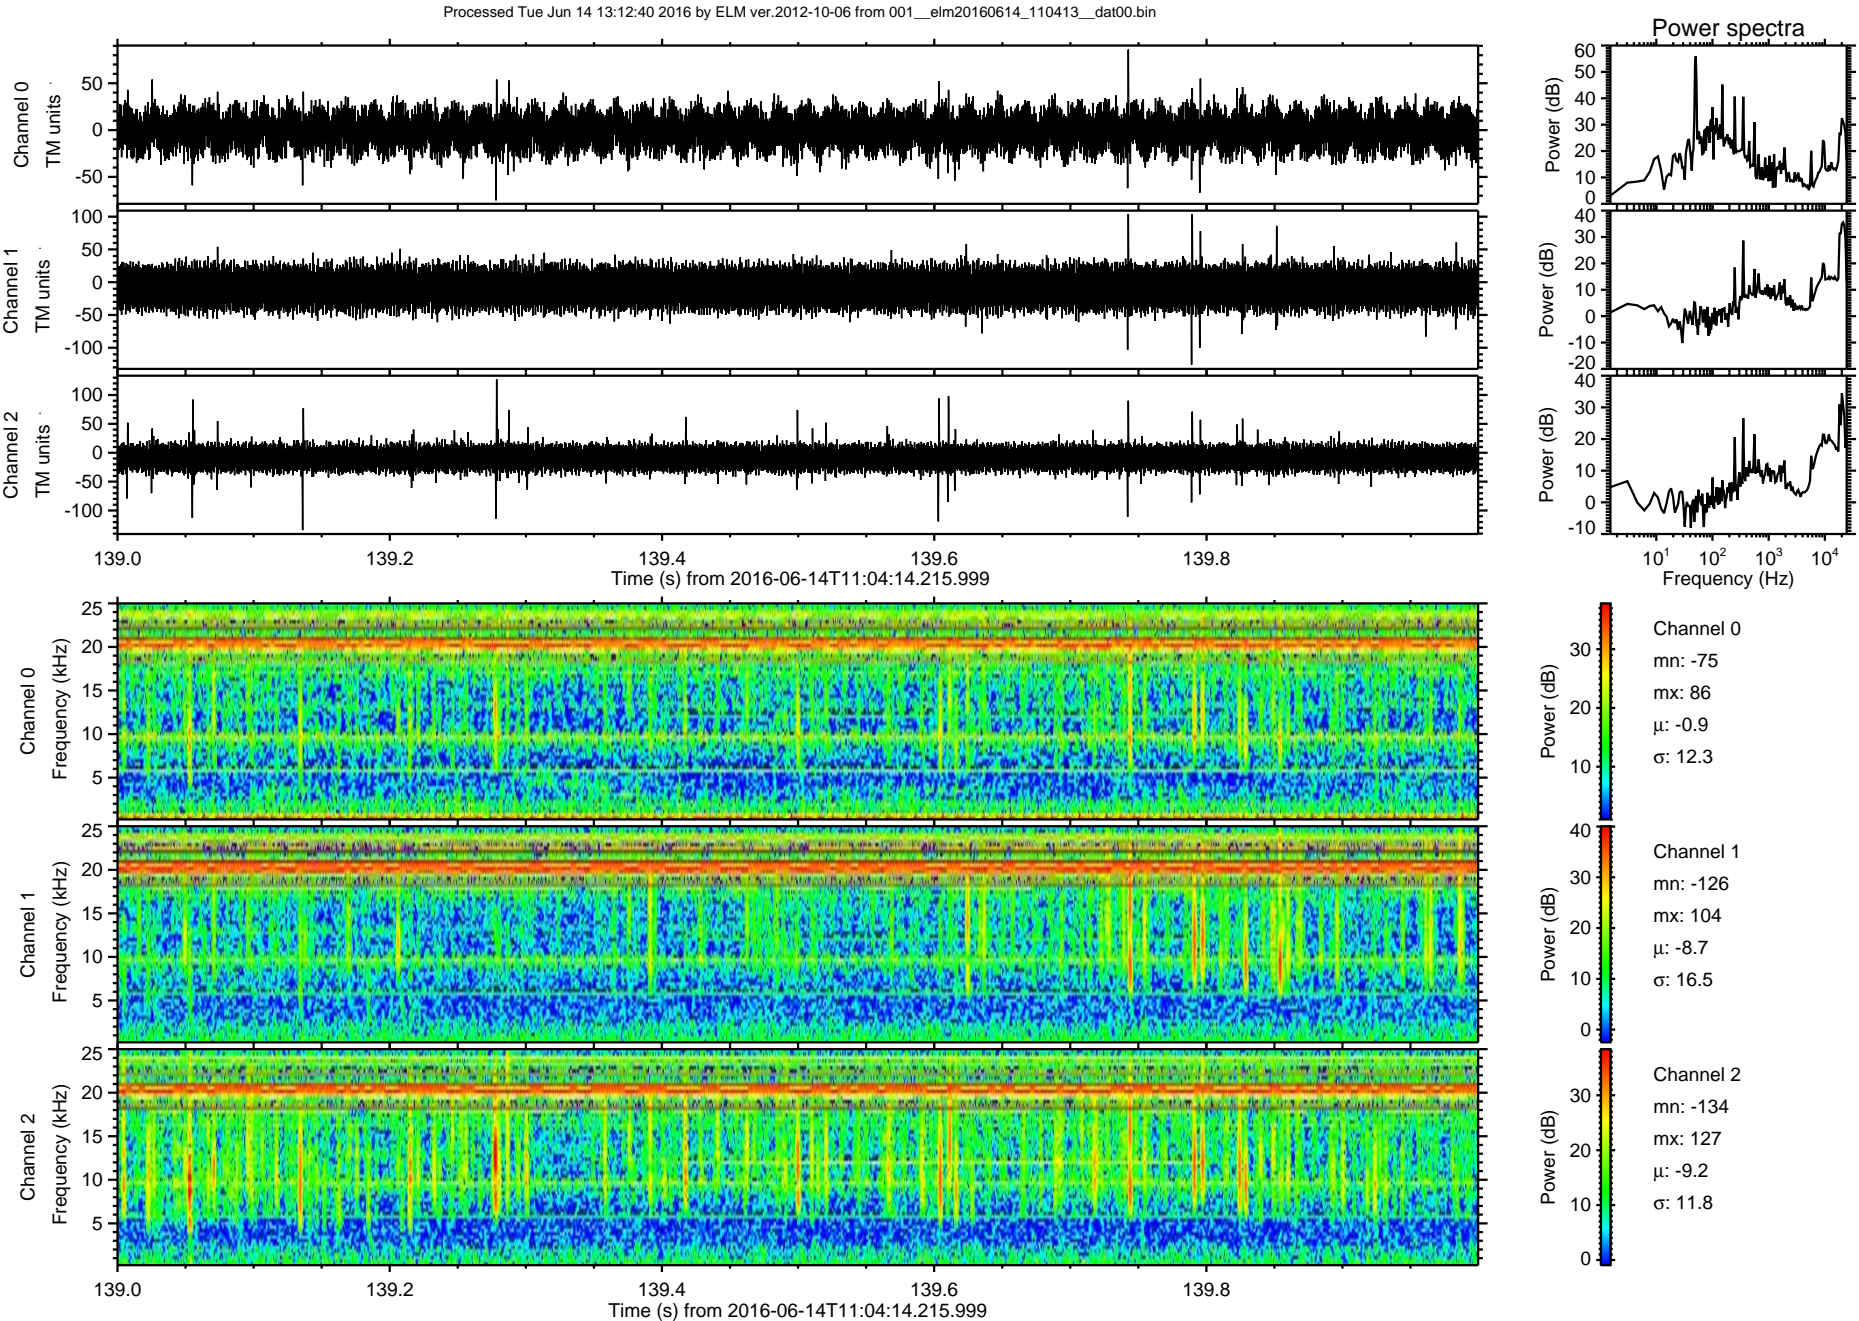 Processed Tue Jun 14 13:12:40 2016 by ELM ver.2012-10-06 from 001__elm20160614_110413__dat00.bin
Power spectra
Channel 0
TM units
50
0
-50
Power (dB)
60
50
40
30
20
10
0
Channel 1
TM units
100
50
0
-50
-100
Power (dB)
40
30
20
10
0
-10
-20
Channel 2
TM units
100
50
0
-50
-100
Power (dB)
40
30
20
10
0
-10
139.0 139.2 139.4 139.6 139.8
Time (s) from 2016-06-14T11:04:14.215.999
10^1 10^2 10^3 10^4
Frequency (Hz)
Channel 0
Frequency (kHz)
25
20
15
10
5
Power (dB)
30
20
10
Channel 0
mn: -75
mx: 86
μ: -0.9
σ: 12.3
Channel 1
Frequency (kHz)
25
20
15
10
5
Power (dB)
40
30
20
10
0
Channel 1
mn: -126
mx: 104
μ: -8.7
σ: 16.5
Channel 2
Frequency (kHz)
25
20
15
10
5
Power (dB)
30
20
10
0
Channel 2
mn: -134
mx: 127
μ: -9.2
σ: 11.8
139.0 139.2 139.4 139.6 139.8
Time (s) from 2016-06-14T11:04:14.215.999